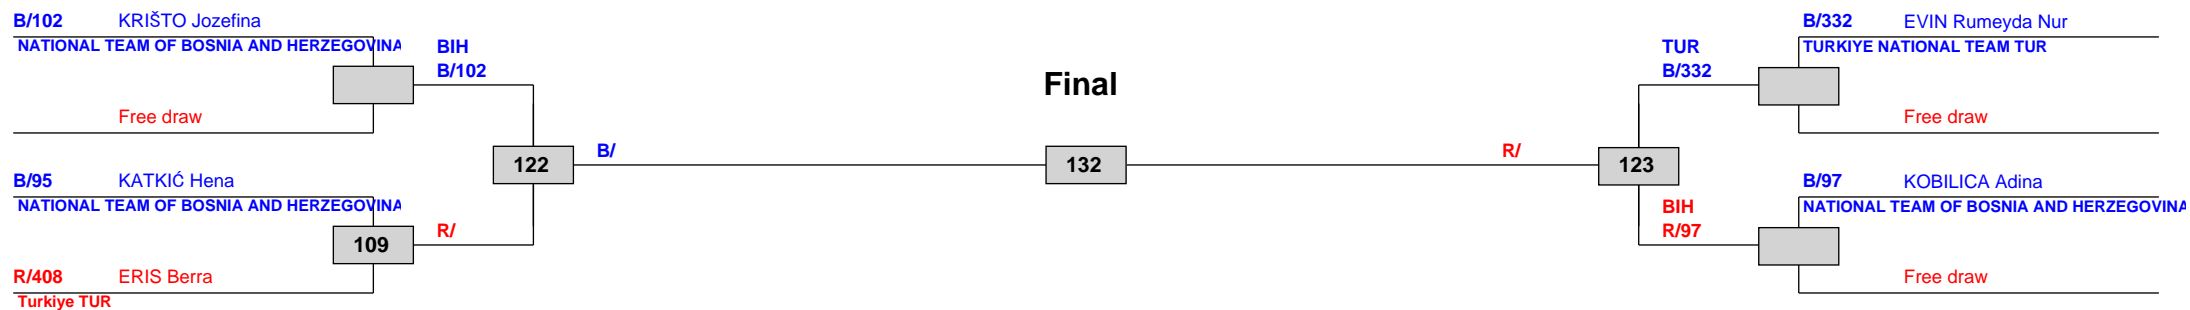 B/102 KRIŠTO Jozefina
NATIONAL TEAM OF BOSNIA AND HERZEGOVINA
BIH
B/102
Free draw
B/95 KATKIĆ Hena
NATIONAL TEAM OF BOSNIA AND HERZEGOVINA
109
R/
R/408 ERIS Berra
Turkiye TUR
122
B/
Final
132
R/
123
TUR
B/332
B/332 EVIN Rumeyda Nur
TURKIYE NATIONAL TEAM TUR
Free draw
BIH
R/97
B/97 KOBILICA Adina
NATIONAL TEAM OF BOSNIA AND HERZEGOVINA
Free draw